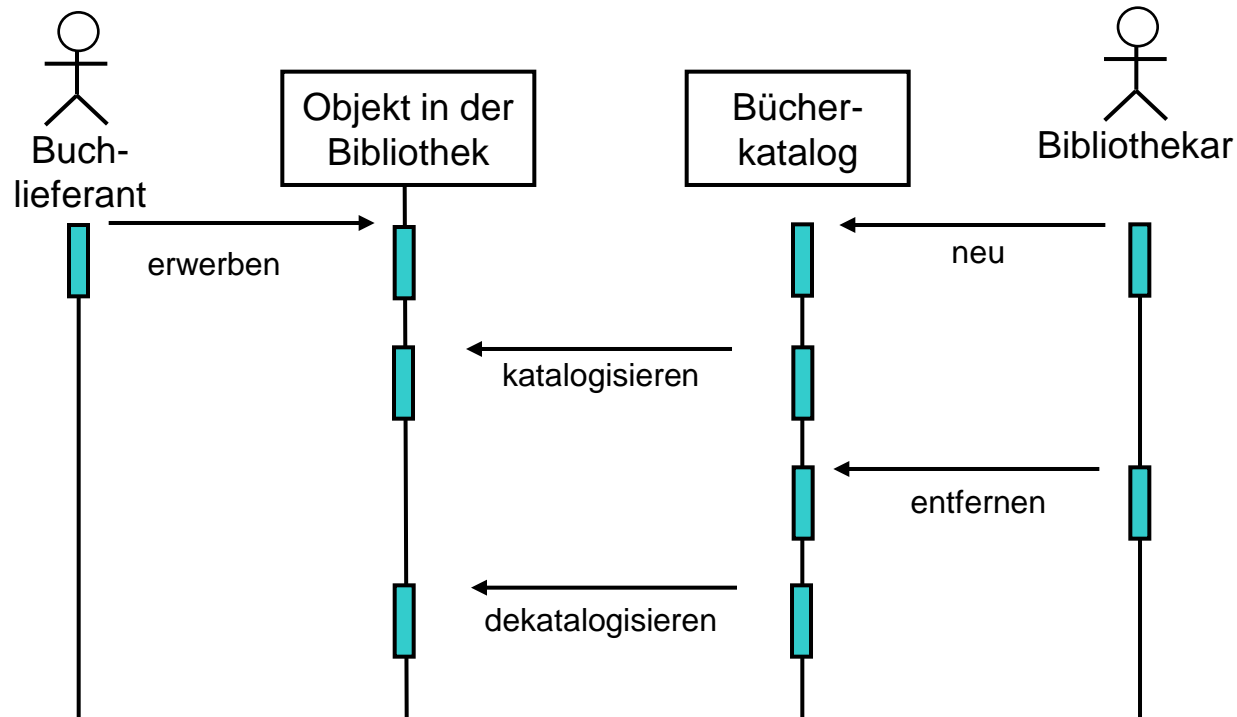 Buch-
lieferant
Objekt in der
Bibliothek
Bücher-
katalog
Bibliothekar
erwerben
neu
katalogisieren
entfernen
dekatalogisieren